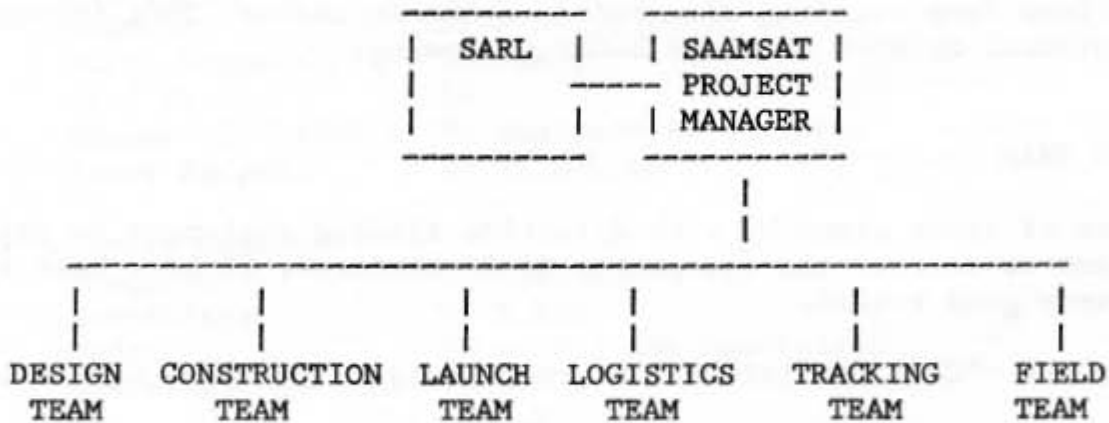 SARL SAAMSAT
PROJECT
MANAGER
DESIGN CONSTRUCTION LAUNCH LOGISTICS TRACKING FIELD
TEAM TEAM TEAM TEAM TEAM TEAM